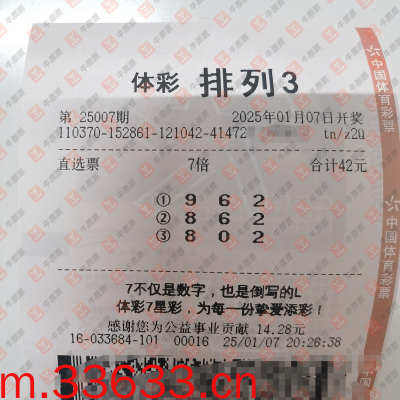 体彩 排列3
第 25007期 2025年01月07日开奖
110370-152861-121042-41472 tn/z2Q
直选票 7倍 合计42元
① 9 6 2
② 8 6 2
③ 8 0 2
7不仅是数字，也是倒写的L
体彩7星彩，为每一份挚爱添彩！
感谢您为公益事业贡献 14.28元
16-033684-101 00016 25/01/07 20:26:38
m.33633.cn
中国体育彩票
中国体育彩票